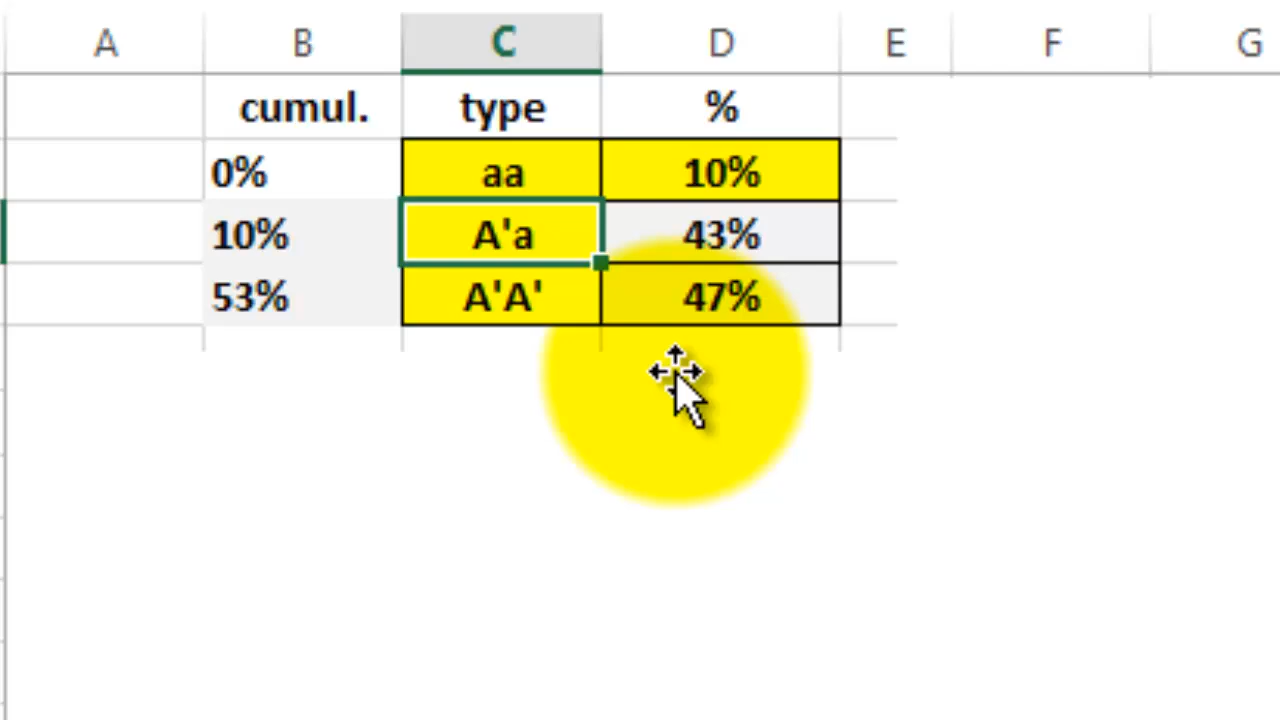 A B C D E F G
cumul. type %
0% aa 10%
10% A'a 43%
53% A'A' 47%